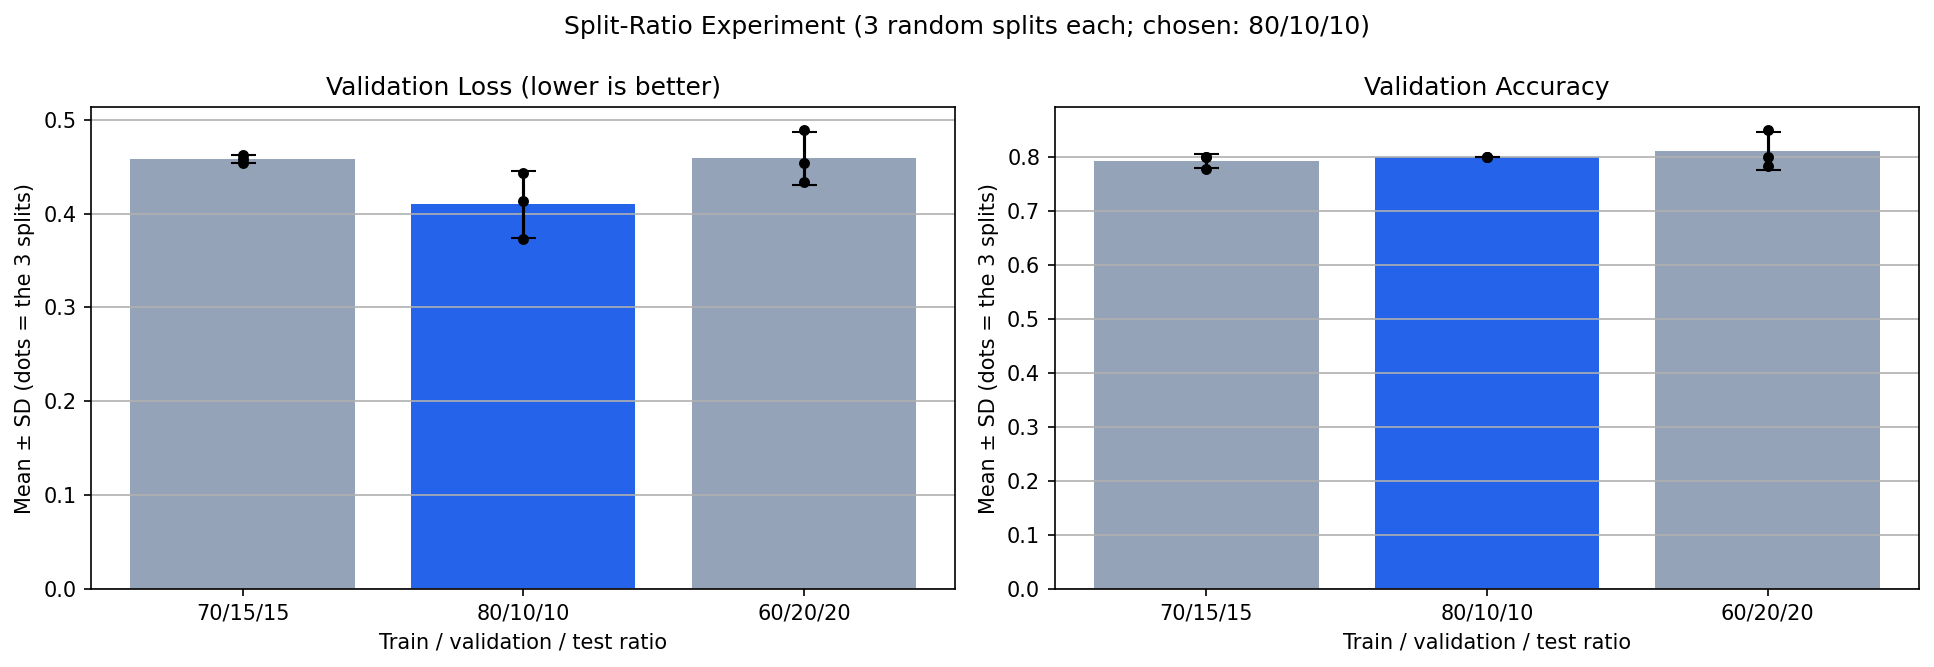 Split-Ratio Experiment (3 random splits each; chosen: 80/10/10)
Validation Loss (lower is better)
Mean ± SD (dots = the 3 splits)
0.5
0.4
0.3
0.2
0.1
0.0
70/15/15 80/10/10 60/20/20
Train / validation / test ratio
Validation Accuracy
Mean ± SD (dots = the 3 splits)
0.8
0.7
0.6
0.5
0.4
0.3
0.2
0.1
0.0
70/15/15 80/10/10 60/20/20
Train / validation / test ratio